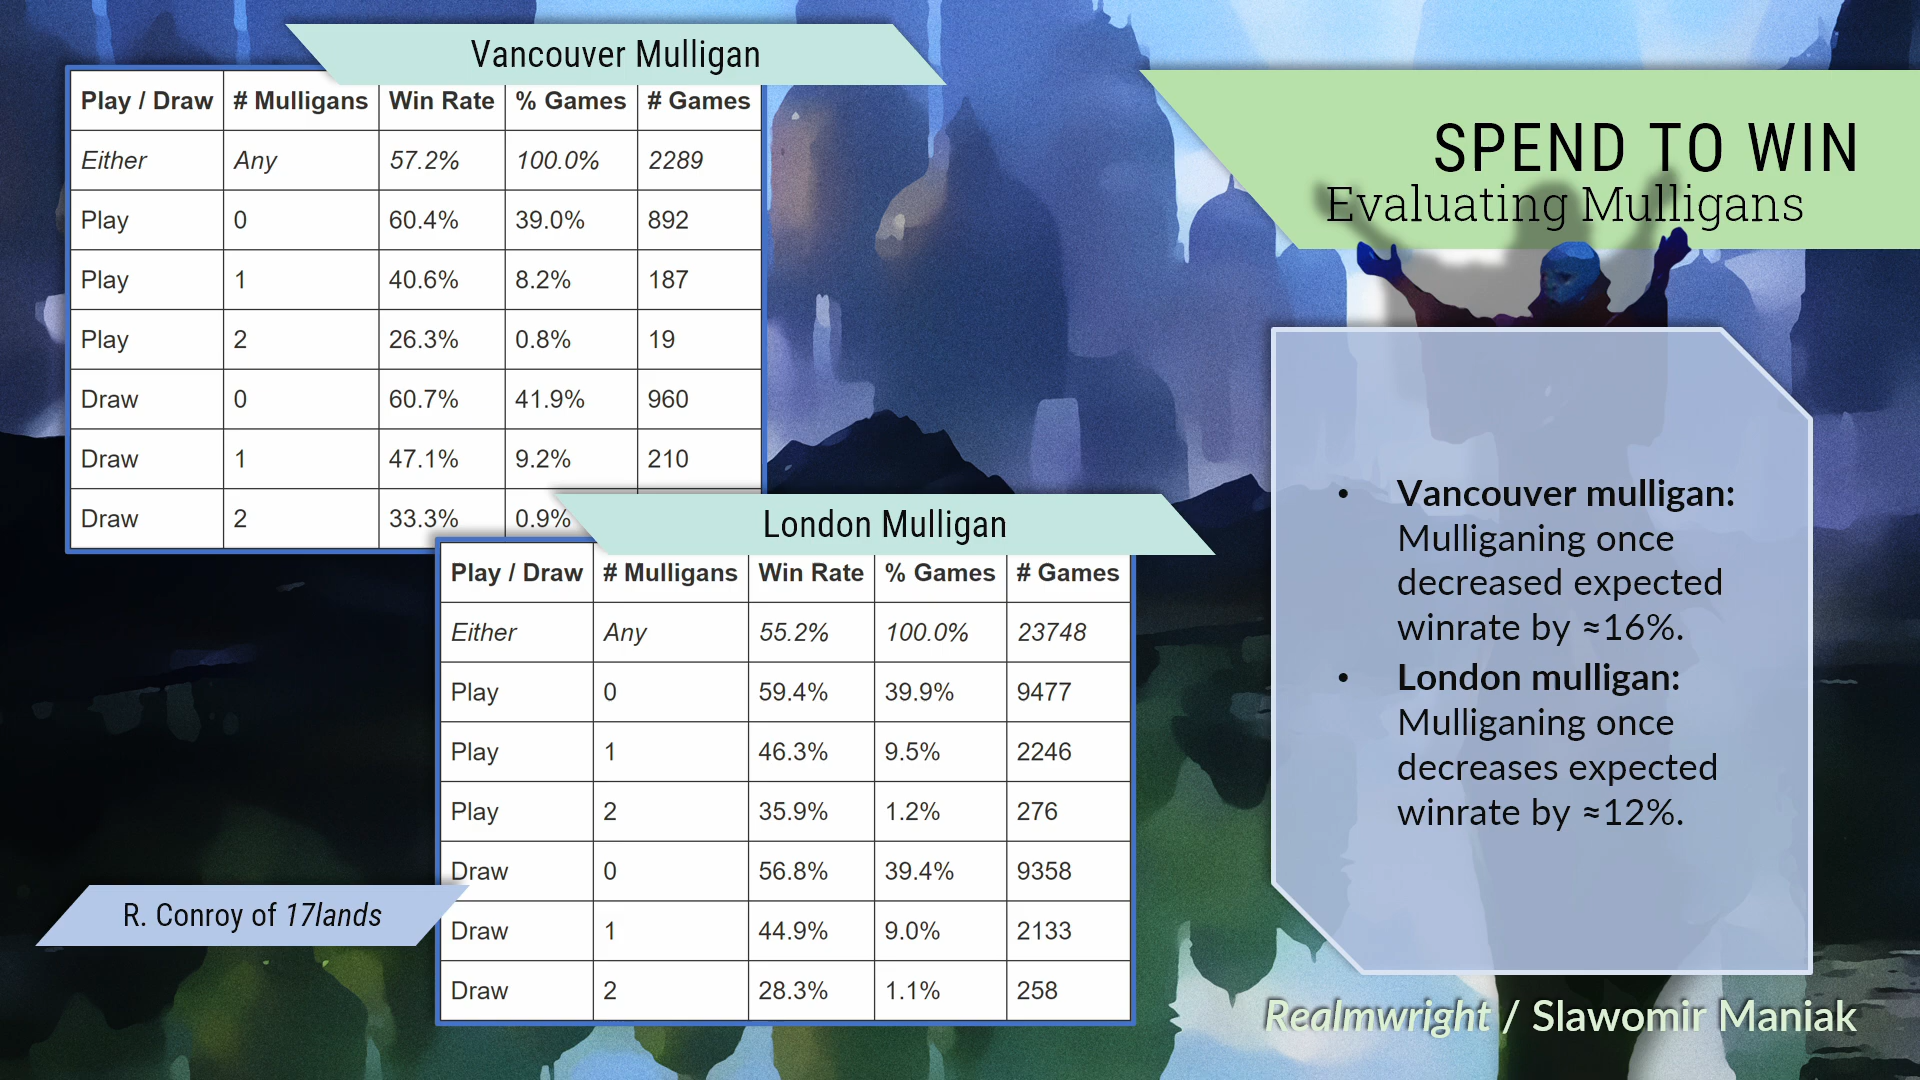 Vancouver Mulligan
Play / Draw # Mulligans Win Rate % Games # Games
Either Any 57.2% 100.0% 2289
Play 0 60.4% 39.0% 892
Play 1 40.6% 8.2% 187
Play 2 26.3% 0.8% 19
Draw 0 60.7% 41.9% 960
Draw 1 47.1% 9.2% 210
Draw 2 33.3% 0.9%
London Mulligan
Play / Draw # Mulligans Win Rate % Games # Games
Either Any 55.2% 100.0% 23748
Play 0 59.4% 39.9% 9477
Play 1 46.3% 9.5% 2246
Play 2 35.9% 1.2% 276
Draw 0 56.8% 39.4% 9358
Draw 1 44.9% 9.0% 2133
Draw 2 28.3% 1.1% 258
R. Conroy of 17lands
SPEND TO WIN
Evaluating Mulligans
• Vancouver mulligan:
Mulliganing once
decreased expected
winrate by ≈16%.
• London mulligan:
Mulliganing once
decreases expected
winrate by ≈12%.
Realmwright / Slawomir Maniak